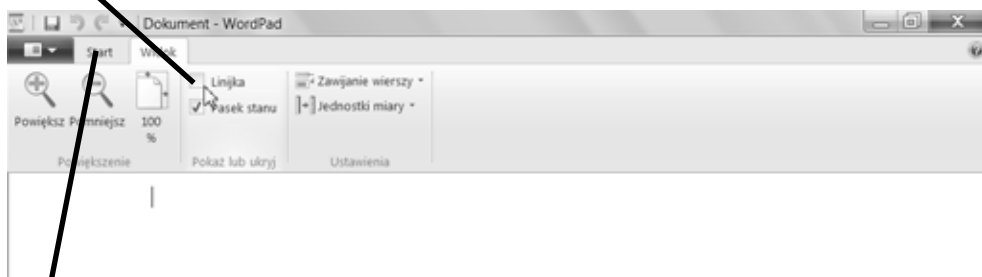 Dokument - WordPad
Start Widok
Linijka Zawijanie wierszy
Pasek stanu Jednostki miary
Powiększ Pomniejsz 100 %
Powiększenie Pokaż lub ukryj Ustawienia